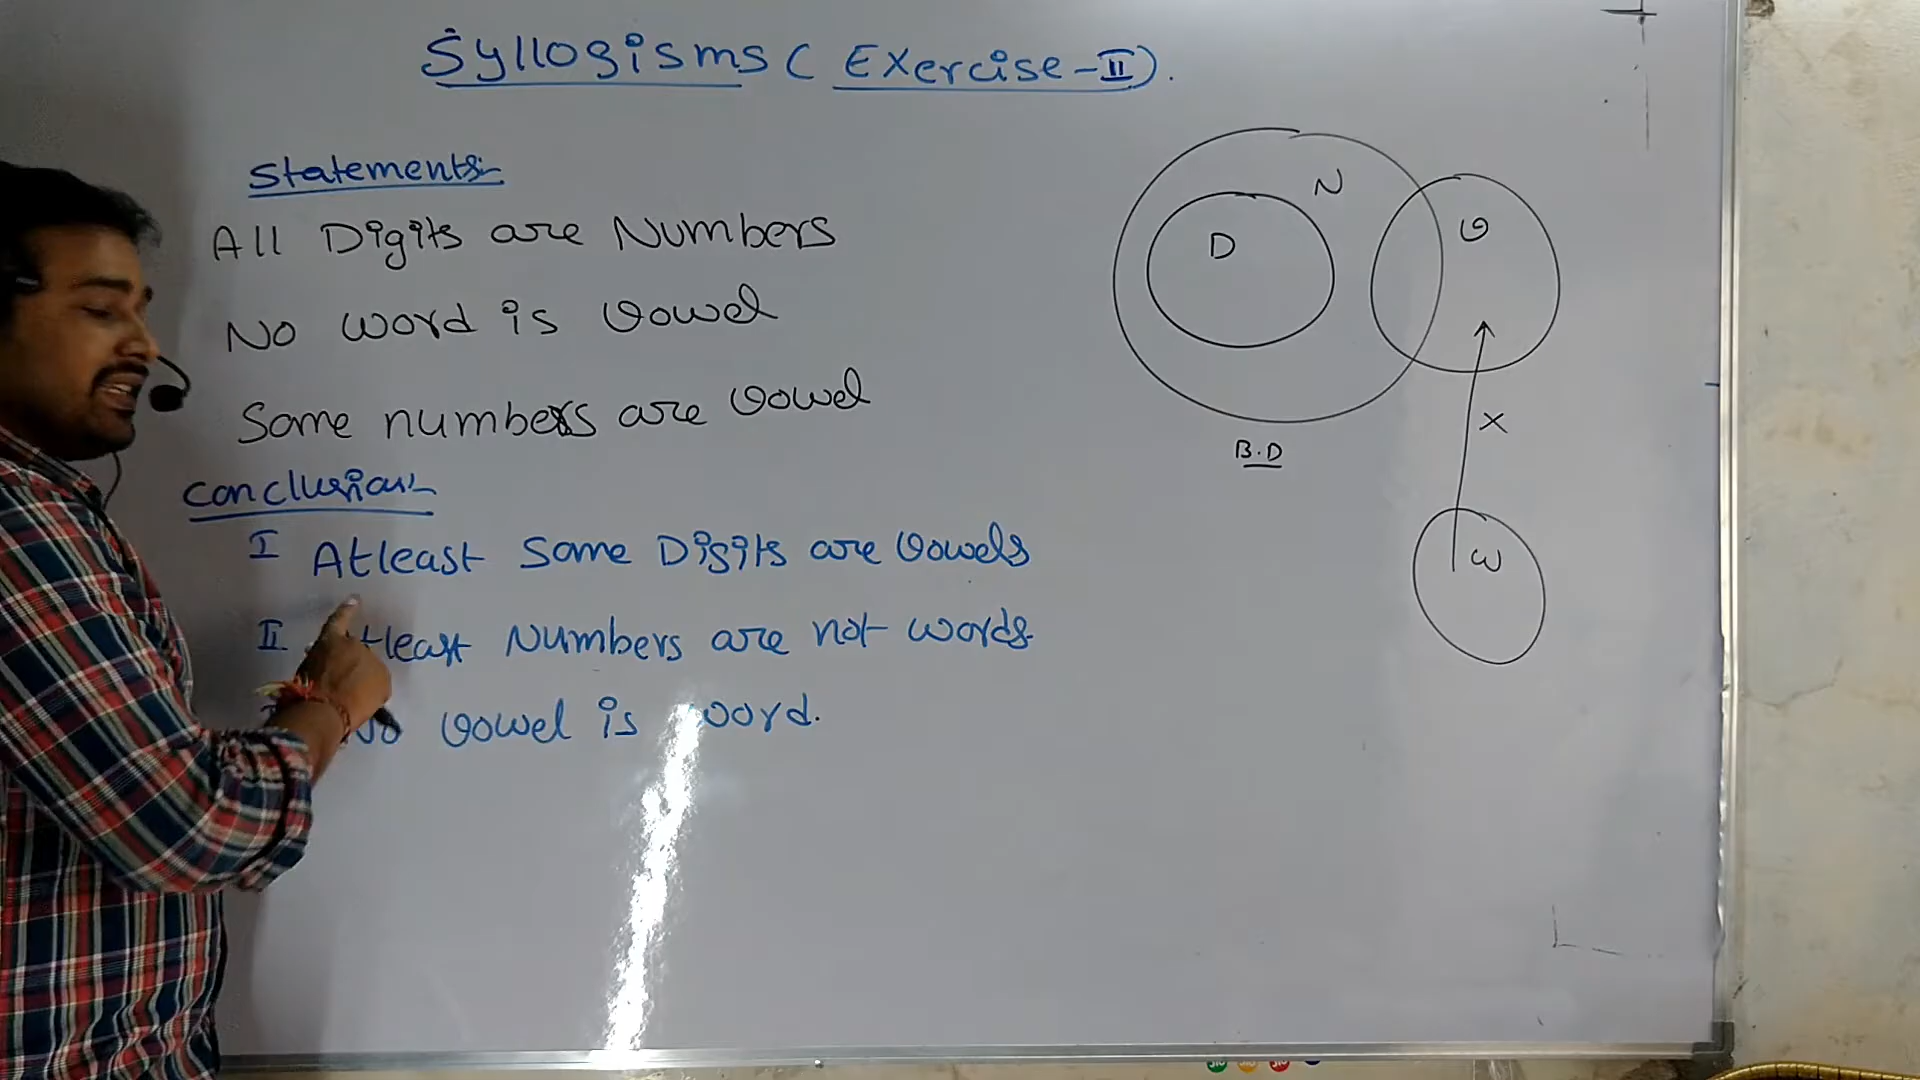 Syllogisms (Exercise-II).
Statements:-
All Digits are Numbers
No word is vowel
Some numbers are vowel
Conclusion:-
I Atleast Some Digits are vowels
II Atleast Numbers are not words.
No vowel is word.
N
D
V
B.D
X
W